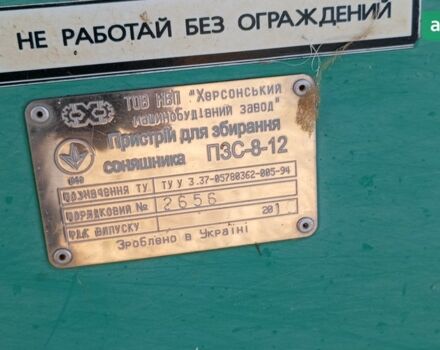 НЕ РАБОТАЙ БЕЗ ОГРАЖДЕНИЙ
ТОВ НВП "Херсонський
машинобудівний завод"
Пристрій для збирання
соняшника ПЗС-8-12
ПОЗНАЧЕННЯ ТУ ТУ У 3.37-05780362-005-94
ПОРЯДКОВИЙ № 2656
РІК ВИПУСКУ 201
Зроблено в Україні